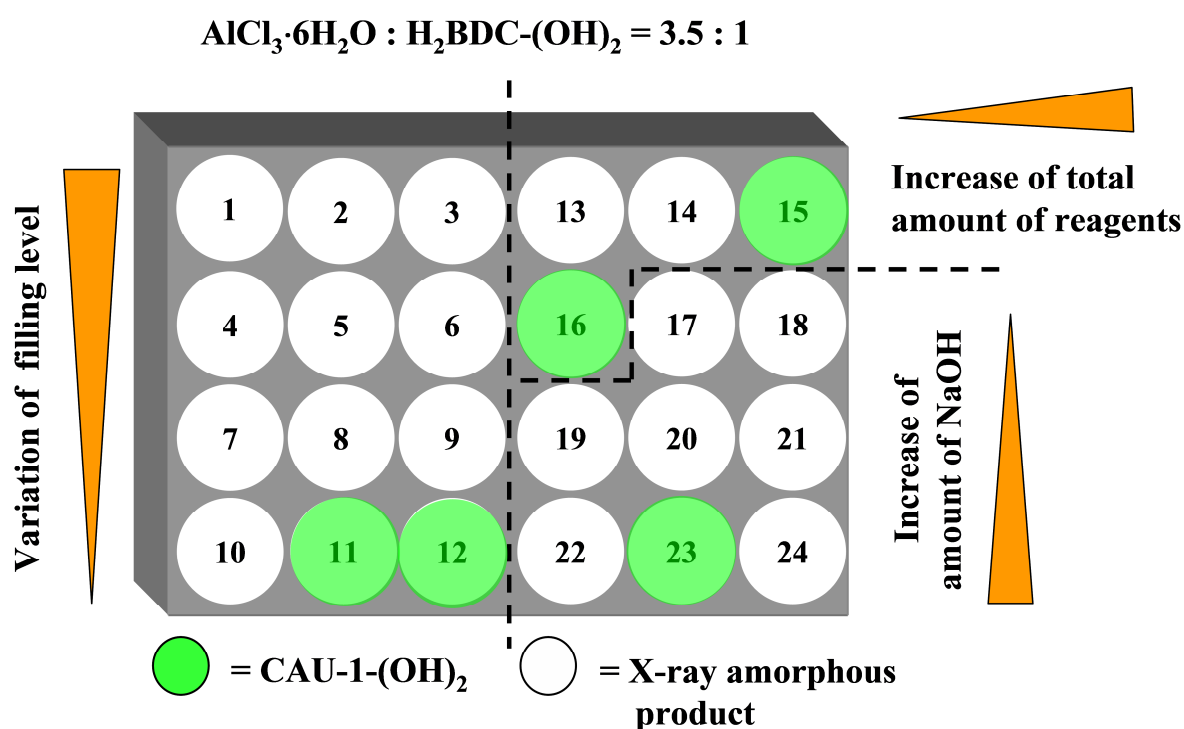 AlCl₃·6H₂O : H₂BDC-(OH)₂ = 3.5 : 1
Increase of total
amount of reagents
Variation of filling level
1 2 3 13 14 15
4 5 6 16 17 18
7 8 9 19 20 21
10 11 12 22 23 24
Increase of
amount of NaOH
= CAU-1-(OH)₂
= X-ray amorphous
product